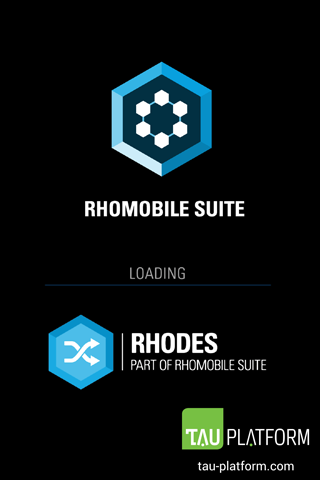 RHOMOBILE SUITE
LOADING
RHODES
PART OF RHOMOBILE SUITE
TAU PLATFORM
tau-platform.com